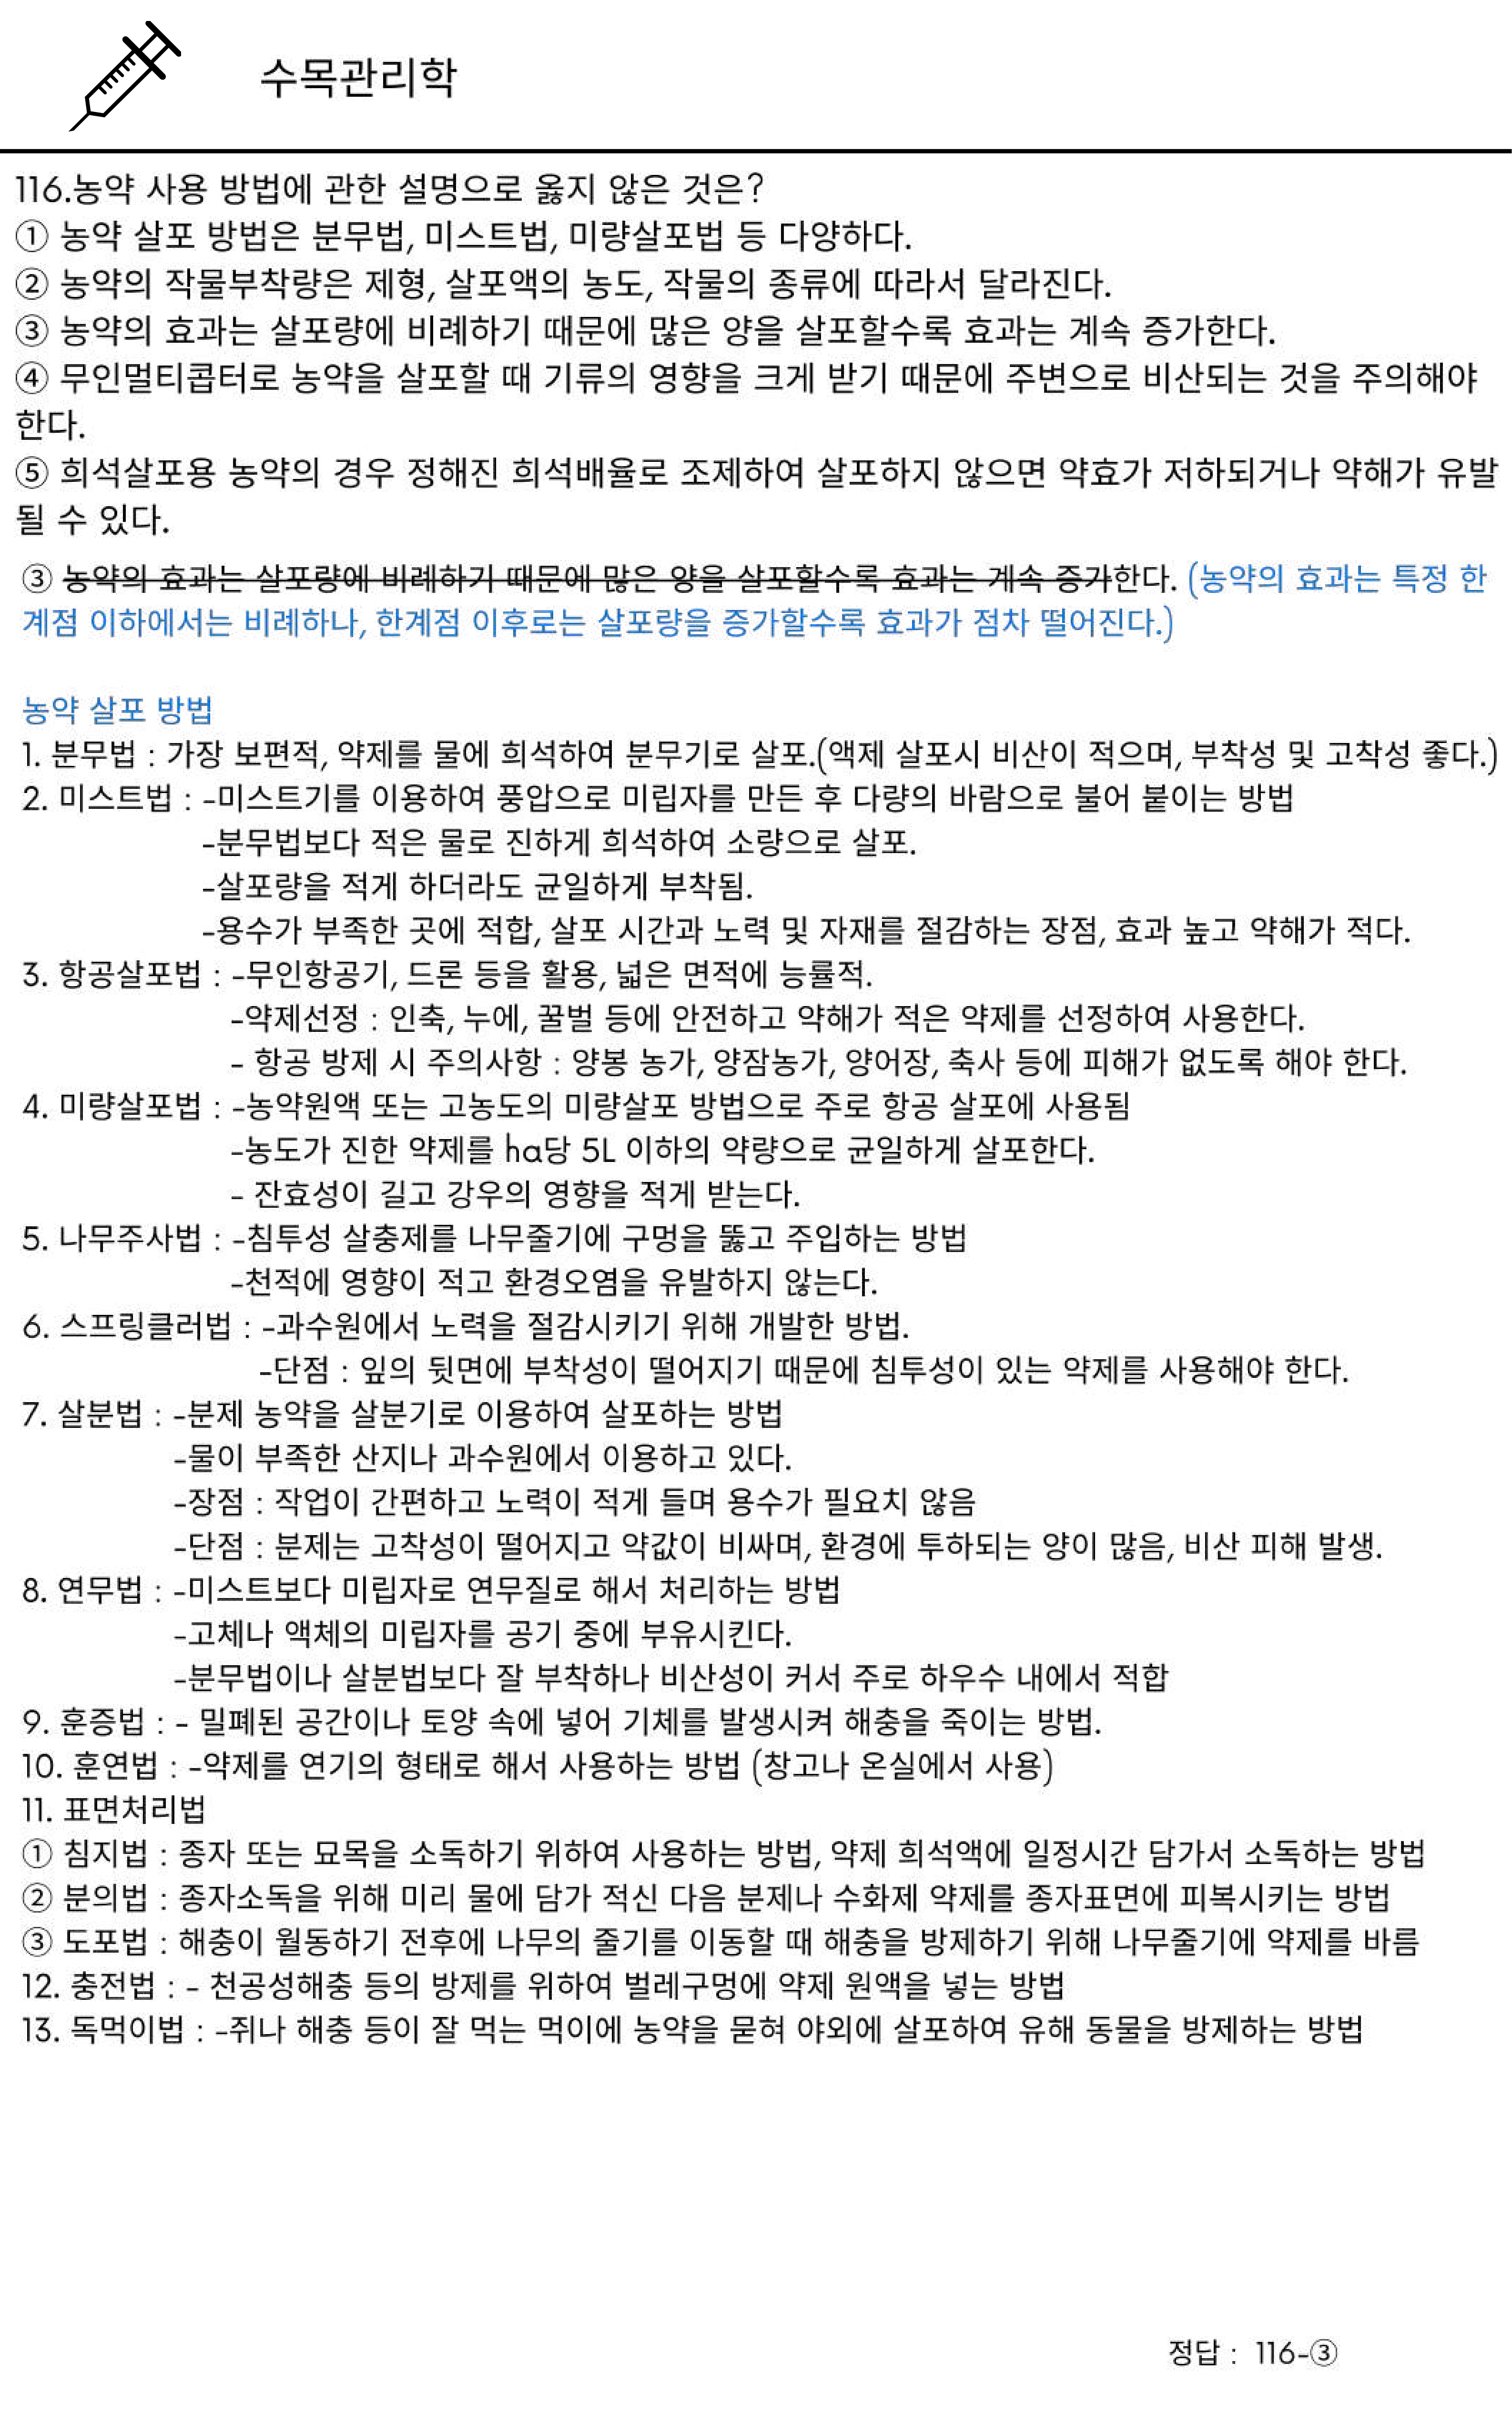 수목관리학
116.농약 사용 방법에 관한 설명으로 옳지 않은 것은?
① 농약 살포 방법은 분무법, 미스트법, 미량살포법 등 다양하다.
② 농약의 작물부착량은 제형, 살포액의 농도, 작물의 종류에 따라서 달라진다.
③ 농약의 효과는 살포량에 비례하기 때문에 많은 양을 살포할수록 효과는 계속 증가한다.
④ 무인멀티콥터로 농약을 살포할 때 기류의 영향을 크게 받기 때문에 주변으로 비산되는 것을 주의해야
한다.
⑤ 희석살포용 농약의 경우 정해진 희석배율로 조제하여 살포하지 않으면 약효가 저하되거나 약해가 유발
될 수 있다.
③ 농약의 효과는 살포량에 비례하기 때문에 많은 양을 살포할수록 효과는 계속 증가한다. (농약의 효과는 특정 한
계점 이하에서는 비례하나, 한계점 이후로는 살포량을 증가할수록 효과가 점차 떨어진다.)
농약 살포 방법
1. 분무법 : 가장 보편적, 약제를 물에 희석하여 분무기로 살포.(액제 살포시 비산이 적으며, 부착성 및 고착성 좋다.)
2. 미스트법 : -미스트기를 이용하여 풍압으로 미립자를 만든 후 다량의 바람으로 불어 붙이는 방법
-분무법보다 적은 물로 진하게 희석하여 소량으로 살포.
-살포량을 적게 하더라도 균일하게 부착됨.
-용수가 부족한 곳에 적합, 살포 시간과 노력 및 자재를 절감하는 장점, 효과 높고 약해가 적다.
3. 항공살포법 : -무인항공기, 드론 등을 활용, 넓은 면적에 능률적.
-약제선정 : 인축, 누에, 꿀벌 등에 안전하고 약해가 적은 약제를 선정하여 사용한다.
- 항공 방제 시 주의사항 : 양봉 농가, 양잠농가, 양어장, 축사 등에 피해가 없도록 해야 한다.
4. 미량살포법 : -농약원액 또는 고농도의 미량살포 방법으로 주로 항공 살포에 사용됨
-농도가 진한 약제를 ha당 5L 이하의 약량으로 균일하게 살포한다.
- 잔효성이 길고 강우의 영향을 적게 받는다.
5. 나무주사법 : -침투성 살충제를 나무줄기에 구멍을 뚫고 주입하는 방법
-천적에 영향이 적고 환경오염을 유발하지 않는다.
6. 스프링클러법 : -과수원에서 노력을 절감시키기 위해 개발한 방법.
-단점 : 잎의 뒷면에 부착성이 떨어지기 때문에 침투성이 있는 약제를 사용해야 한다.
7. 살분법 : -분제 농약을 살분기로 이용하여 살포하는 방법
-물이 부족한 산지나 과수원에서 이용하고 있다.
-장점 : 작업이 간편하고 노력이 적게 들며 용수가 필요치 않음
-단점 : 분제는 고착성이 떨어지고 약값이 비싸며, 환경에 투하되는 양이 많음, 비산 피해 발생.
8. 연무법 : -미스트보다 미립자로 연무질로 해서 처리하는 방법
-고체나 액체의 미립자를 공기 중에 부유시킨다.
-분무법이나 살분법보다 잘 부착하나 비산성이 커서 주로 하우수 내에서 적합
9. 훈증법 : - 밀폐된 공간이나 토양 속에 넣어 기체를 발생시켜 해충을 죽이는 방법.
10. 훈연법 : -약제를 연기의 형태로 해서 사용하는 방법 (창고나 온실에서 사용)
11. 표면처리법
① 침지법 : 종자 또는 묘목을 소독하기 위하여 사용하는 방법, 약제 희석액에 일정시간 담가서 소독하는 방법
② 분의법 : 종자소독을 위해 미리 물에 담가 적신 다음 분제나 수화제 약제를 종자표면에 피복시키는 방법
③ 도포법 : 해충이 월동하기 전후에 나무의 줄기를 이동할 때 해충을 방제하기 위해 나무줄기에 약제를 바름
12. 충전법 : - 천공성해충 등의 방제를 위하여 벌레구멍에 약제 원액을 넣는 방법
13. 독먹이법 : -쥐나 해충 등이 잘 먹는 먹이에 농약을 묻혀 야외에 살포하여 유해 동물을 방제하는 방법
정답 : 116-③